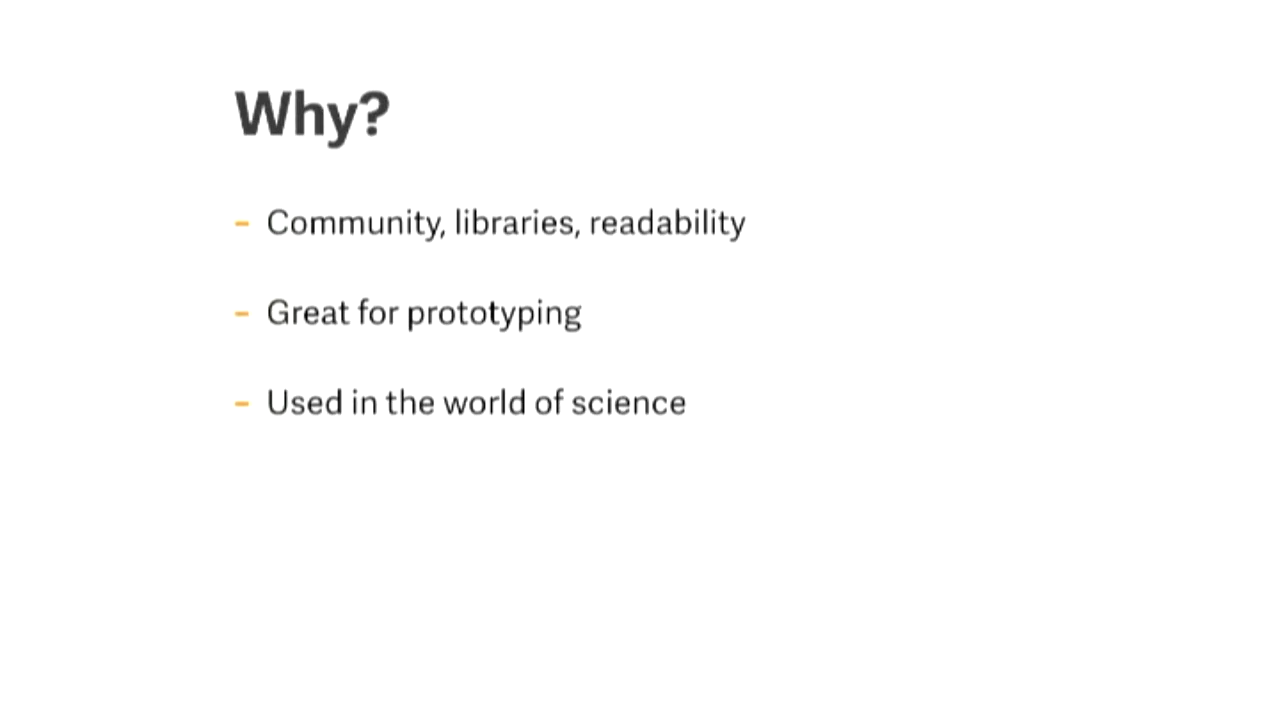 Why?
– Community, libraries, readability
– Great for prototyping
– Used in the world of science